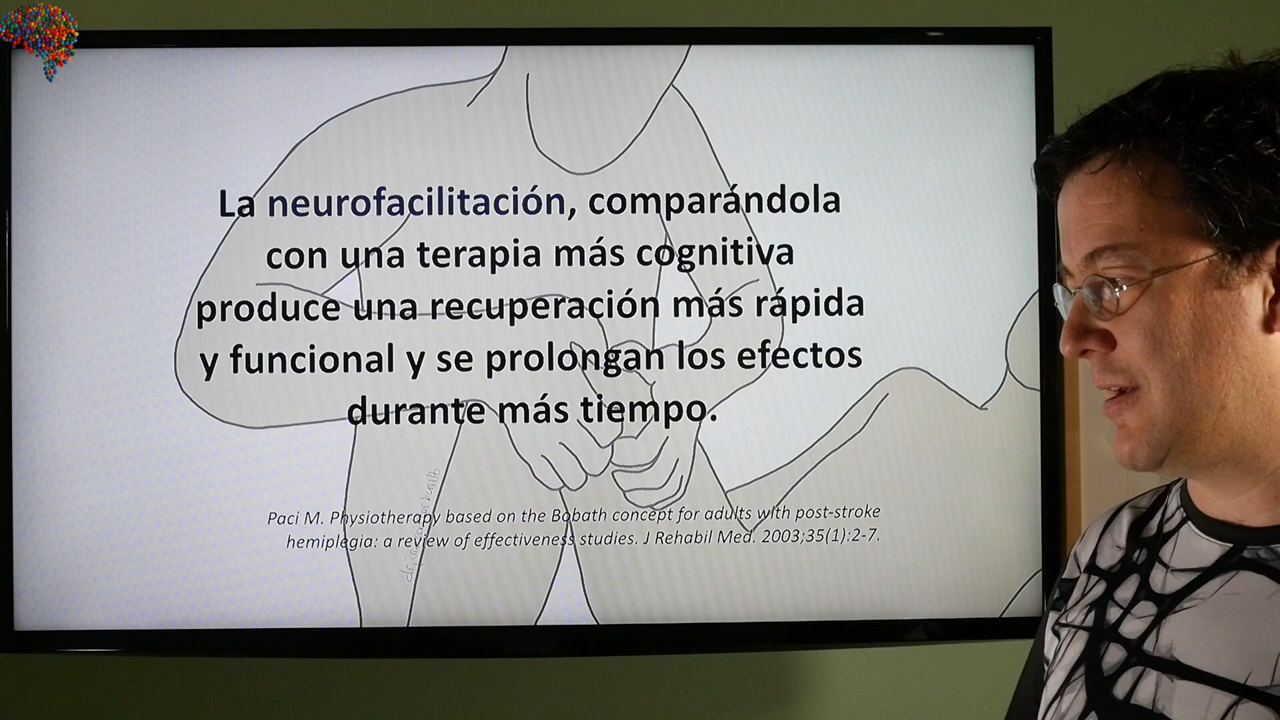 La neurofacilitación, comparándola
con una terapia más cognitiva
produce una recuperación más rápida
y funcional y se prolongan los efectos
durante más tiempo.
Paci M. Physiotherapy based on the Bobath concept for adults with post-stroke
hemiplegia: a review of effectiveness studies. J Rehabil Med. 2003;35(1):2-7.